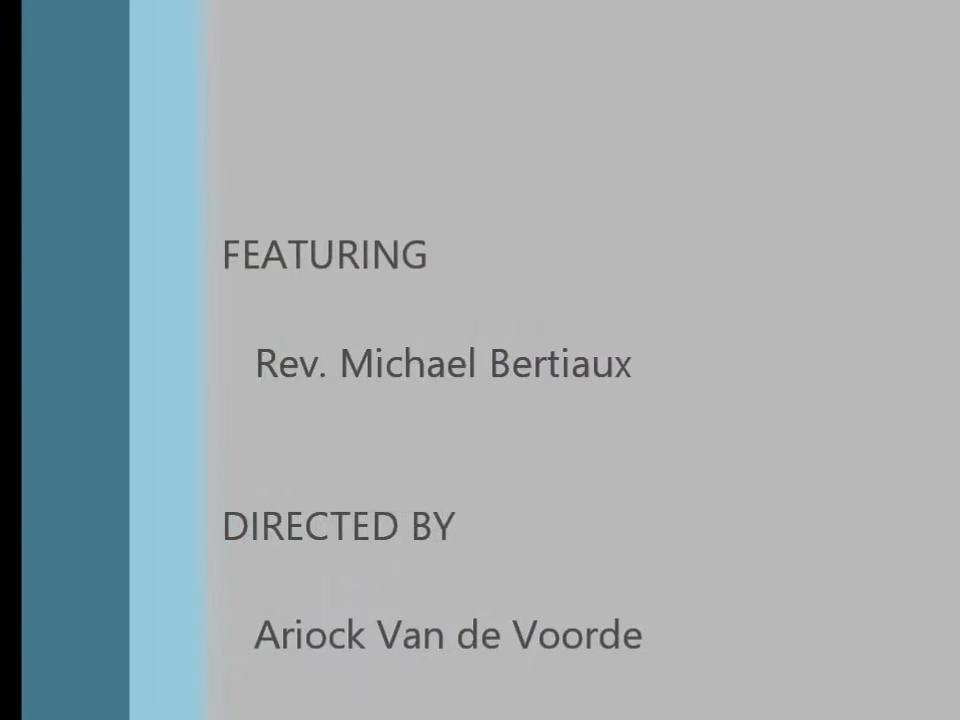 FEATURING
Rev. Michael Bertiaux
DIRECTED BY
Ariock Van de Voorde